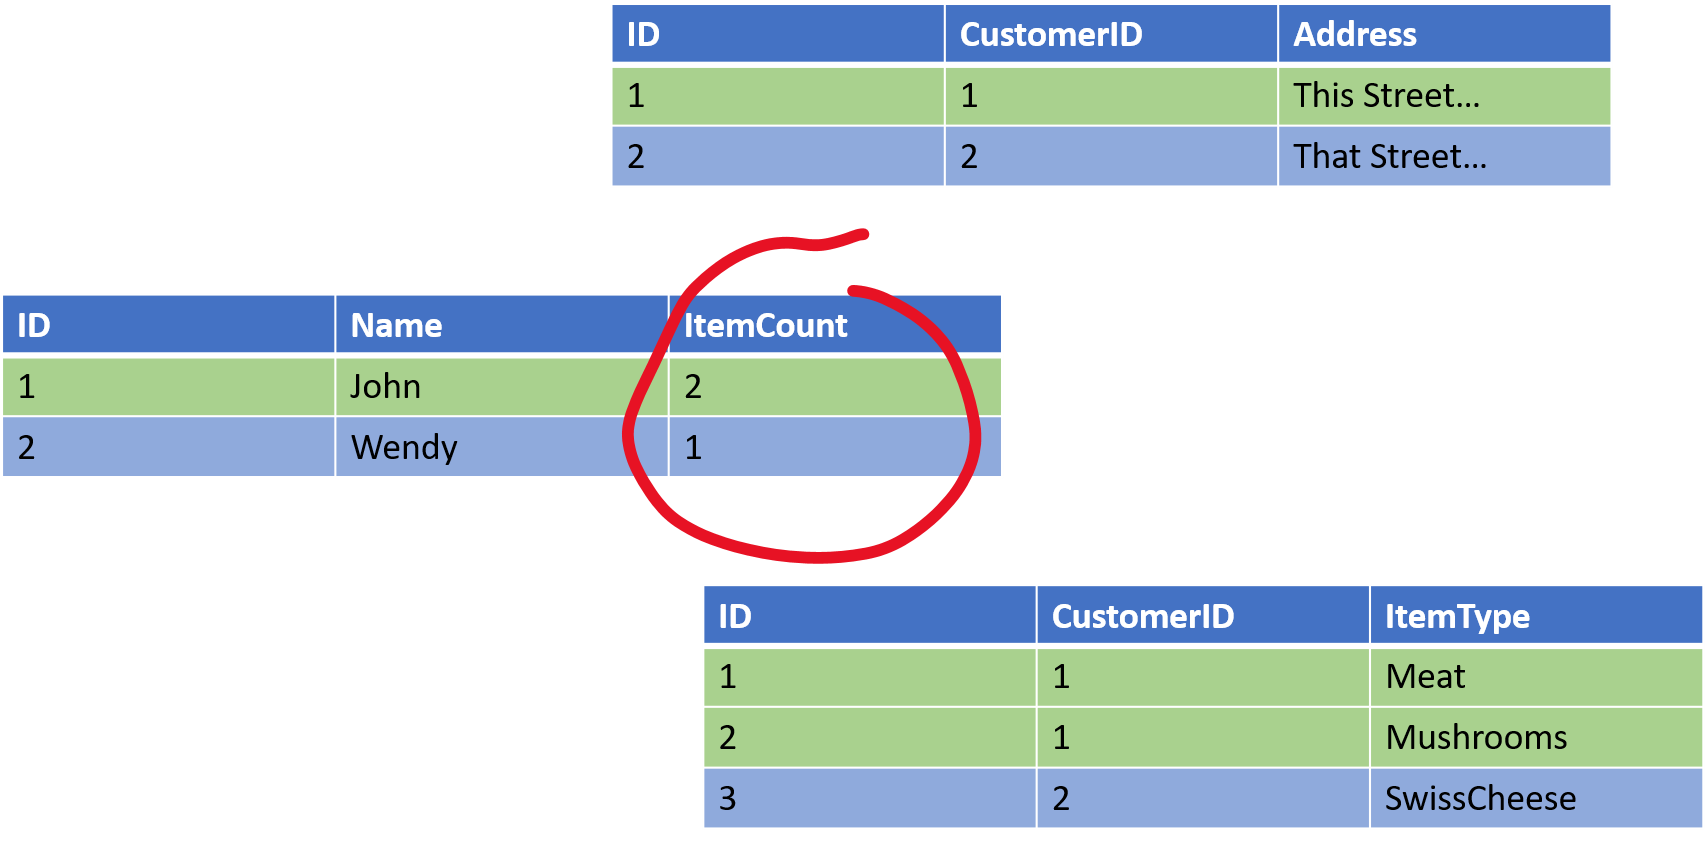 ID CustomerID Address
1 1 This Street...
2 2 That Street...
ID Name ItemCount
1 John 2
2 Wendy 1
ID CustomerID ItemType
1 1 Meat
2 1 Mushrooms
3 2 SwissCheese